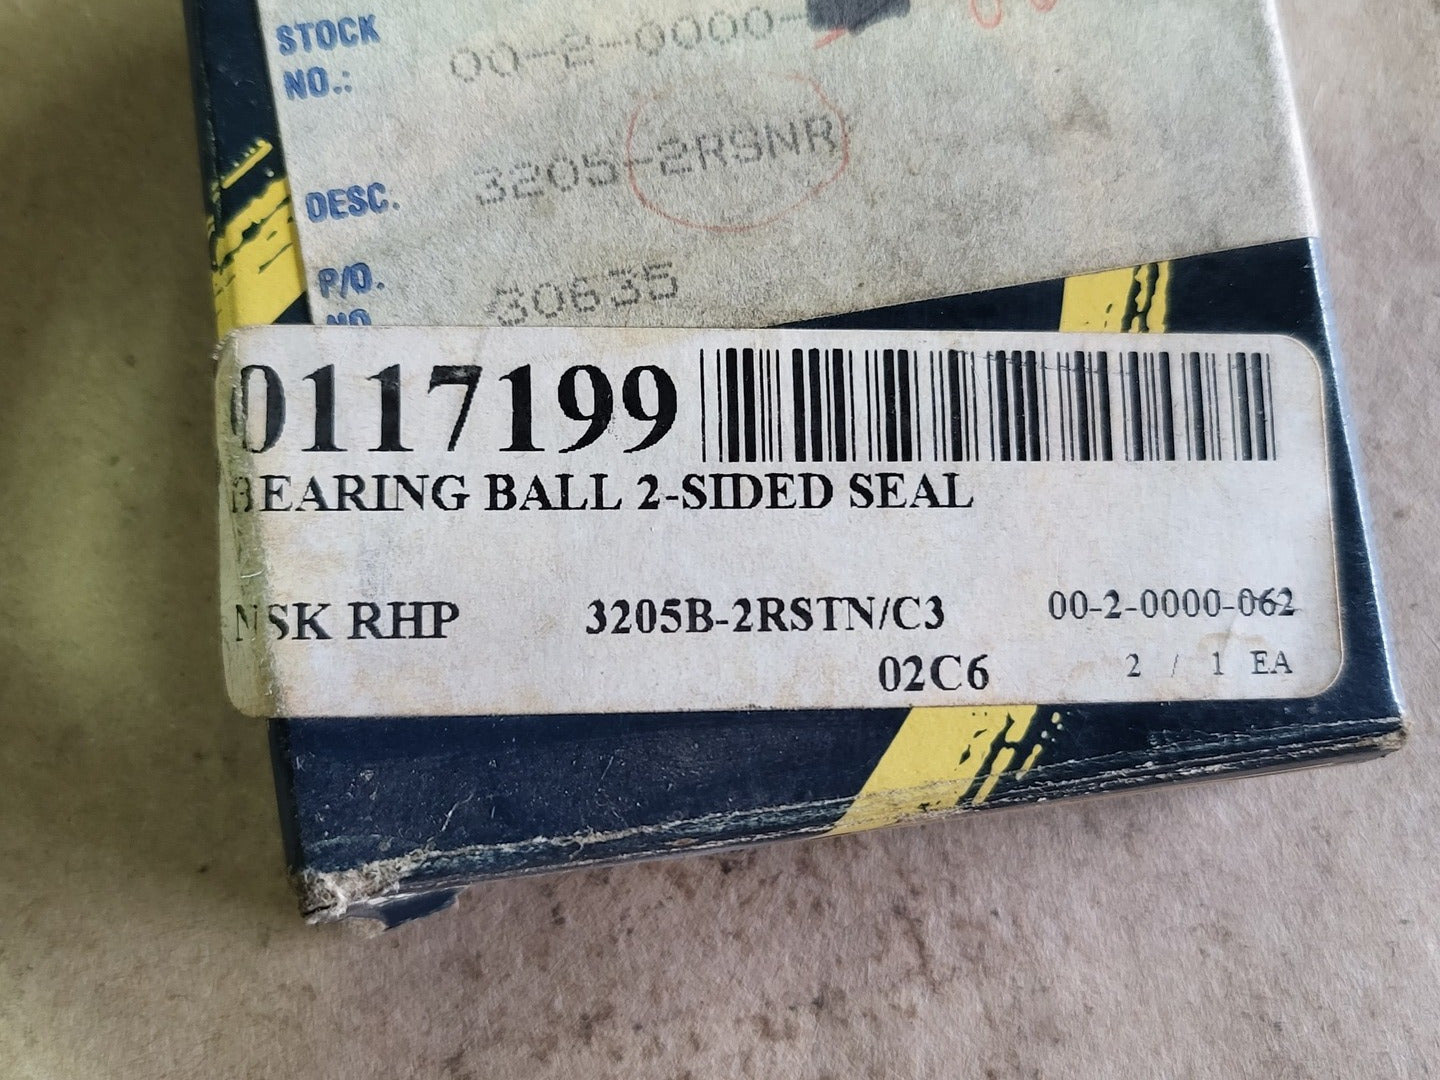 STOCK
NO.: 00-2-0000-
DESC. 3205-2RSNR
P/O. 30635
NO.
0117199
BEARING BALL 2-SIDED SEAL
NSK RHP 3205B-2RSTN/C3 00-2-0000-062
02C6 2 / 1 EA